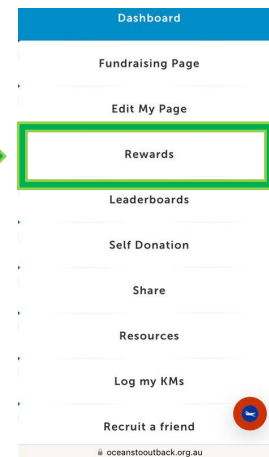 Dashboard
Fundraising Page
Edit My Page
Rewards
Leaderboards
Self Donation
Share
Resources
Log my KMs
Recruit a friend
oceanstooutback.org.au